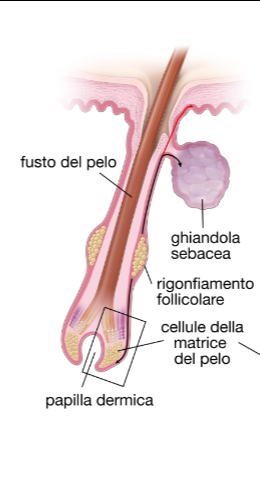 fusto del pelo
ghiandola
sebacea
rigonfiamento
follicolare
cellule della
matrice
del pelo
papilla dermica